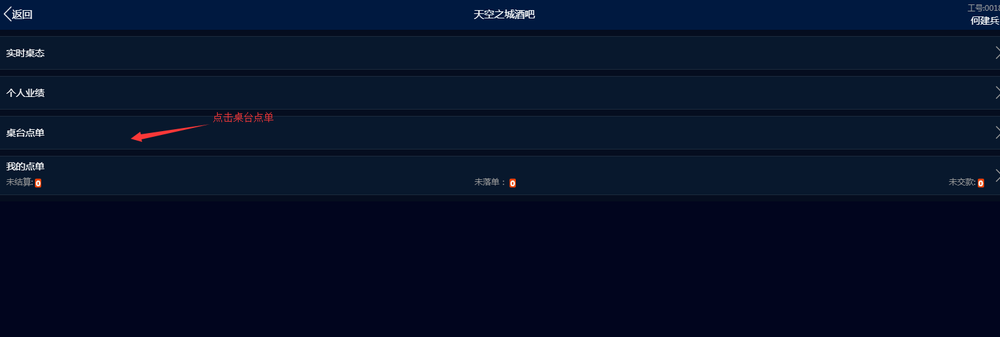 返回
天空之城酒吧
工号:0018
何建兵
实时桌态
个人业绩
点击桌台点单
桌台点单
我的点单
未结算: 0
未落单： 0
未交款: 0